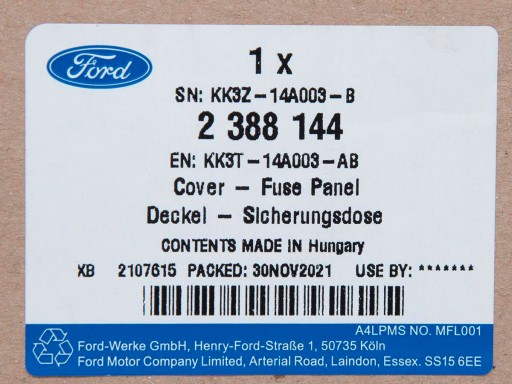 Ford
1 x
SN: KK3Z-14A003-B
2 388 144
EN: KK3T-14A003-AB
Cover - Fuse Panel
Deckel - Sicherungsdose
CONTENTS MADE IN Hungary
XB 2107615 PACKED: 30NOV2021 USE BY: *******
A4LPMS NO. MFL001
Ford-Werke GmbH, Henry-Ford-Straße 1, 50735 Köln
Ford Motor Company Limited, Arterial Road, Laindon, Essex. SS15 6EE